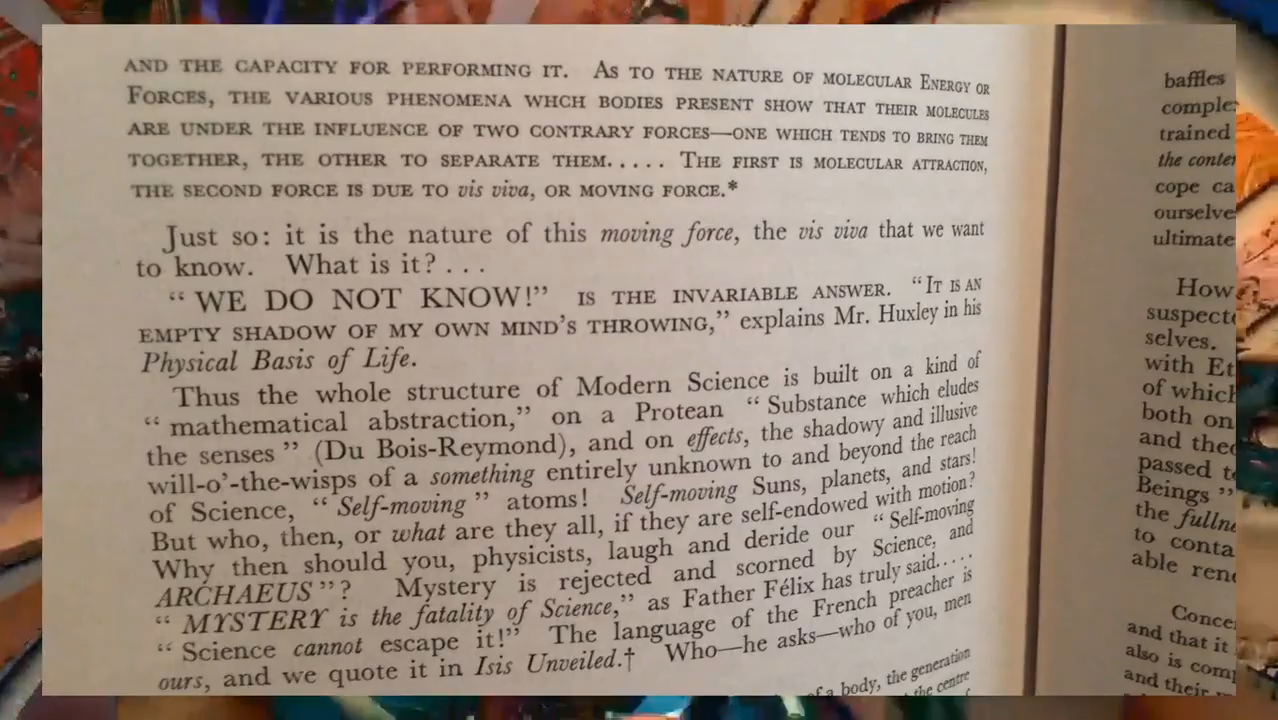 AND THE CAPACITY FOR PERFORMING IT. AS TO THE NATURE OF MOLECULAR ENERGY OR
FORCES, THE VARIOUS PHENOMENA WHCH BODIES PRESENT SHOW THAT THEIR MOLECULES
ARE UNDER THE INFLUENCE OF TWO CONTRARY FORCES—ONE WHICH TENDS TO BRING THEM
TOGETHER, THE OTHER TO SEPARATE THEM..... THE FIRST IS MOLECULAR ATTRACTION,
THE SECOND FORCE IS DUE TO vis viva, OR MOVING FORCE.*
Just so: it is the nature of this moving force, the vis viva that we want
to know. What is it? . . .
“ WE DO NOT KNOW!” IS THE INVARIABLE ANSWER. “IT IS AN
EMPTY SHADOW OF MY OWN MIND’S THROWING,” explains Mr. Huxley in his
Physical Basis of Life.
Thus the whole structure of Modern Science is built on a kind of
“ mathematical abstraction,” on a Protean “ Substance which eludes
the senses ” (Du Bois-Reymond), and on effects, the shadowy and illusive
will-o’-the-wisps of a something entirely unknown to and beyond the reach
of Science, “ Self-moving ” atoms! Self-moving Suns, planets, and stars!
But who, then, or what are they all, if they are self-endowed with motion?
Why then should you, physicists, laugh and deride our “ Self-moving
ARCHAEUS ”? Mystery is rejected and scorned by Science, and
“ MYSTERY is the fatality of Science,” as Father Félix has truly said.....
“ Science cannot escape it!” The language of the French preacher is
ours, and we quote it in Isis Unveiled.† Who—he asks—who of you, men
of a body, the generation
the centre
baffles
trained
the
cope ca
ultimate
How
selves.
with
of which
both on
and
passed
Beings ”
the
to
able
and that it
also is
and their